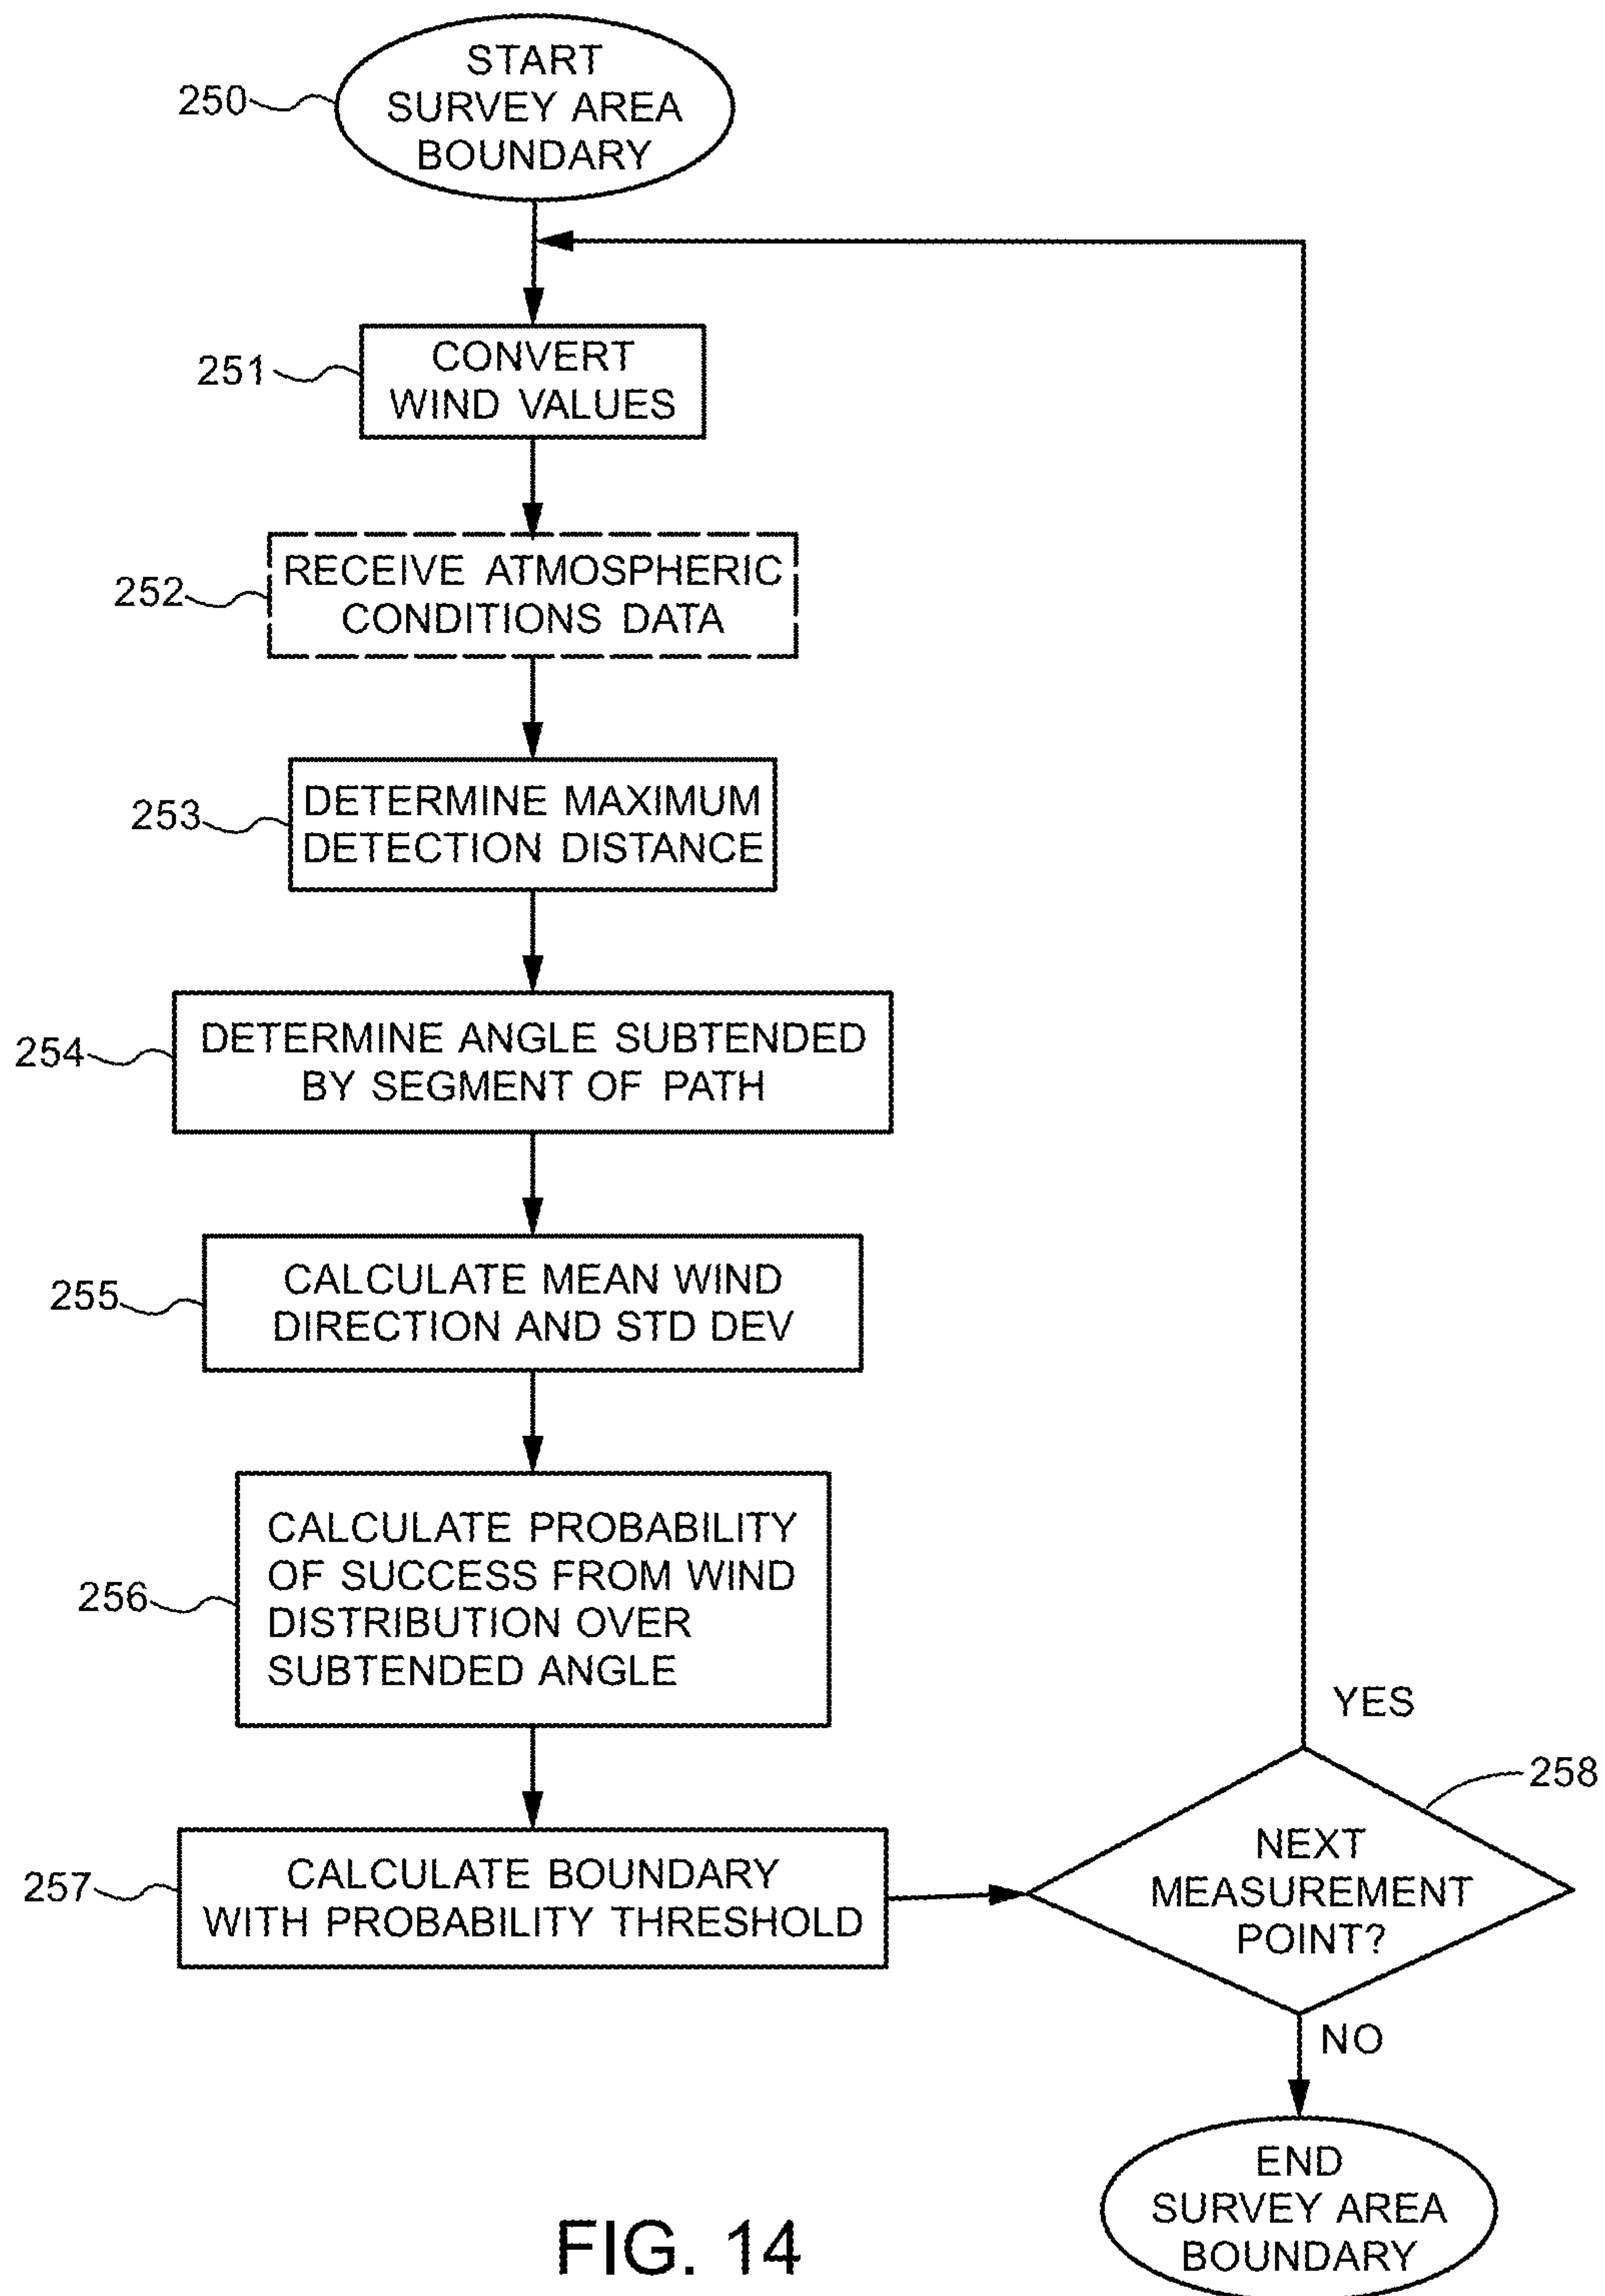 START
SURVEY AREA
BOUNDARY
250
CONVERT
WIND VALUES
251
RECEIVE ATMOSPHERIC
CONDITIONS DATA
252
DETERMINE MAXIMUM
DETECTION DISTANCE
253
DETERMINE ANGLE SUBTENDED
BY SEGMENT OF PATH
254
CALCULATE MEAN WIND
DIRECTION AND STD DEV
255
CALCULATE PROBABILITY
OF SUCCESS FROM WIND
DISTRIBUTION OVER
SUBTENDED ANGLE
256
CALCULATE BOUNDARY
WITH PROBABILITY THRESHOLD
257
YES
258
NEXT
MEASUREMENT
POINT?
NO
END
SURVEY AREA
BOUNDARY
FIG. 14